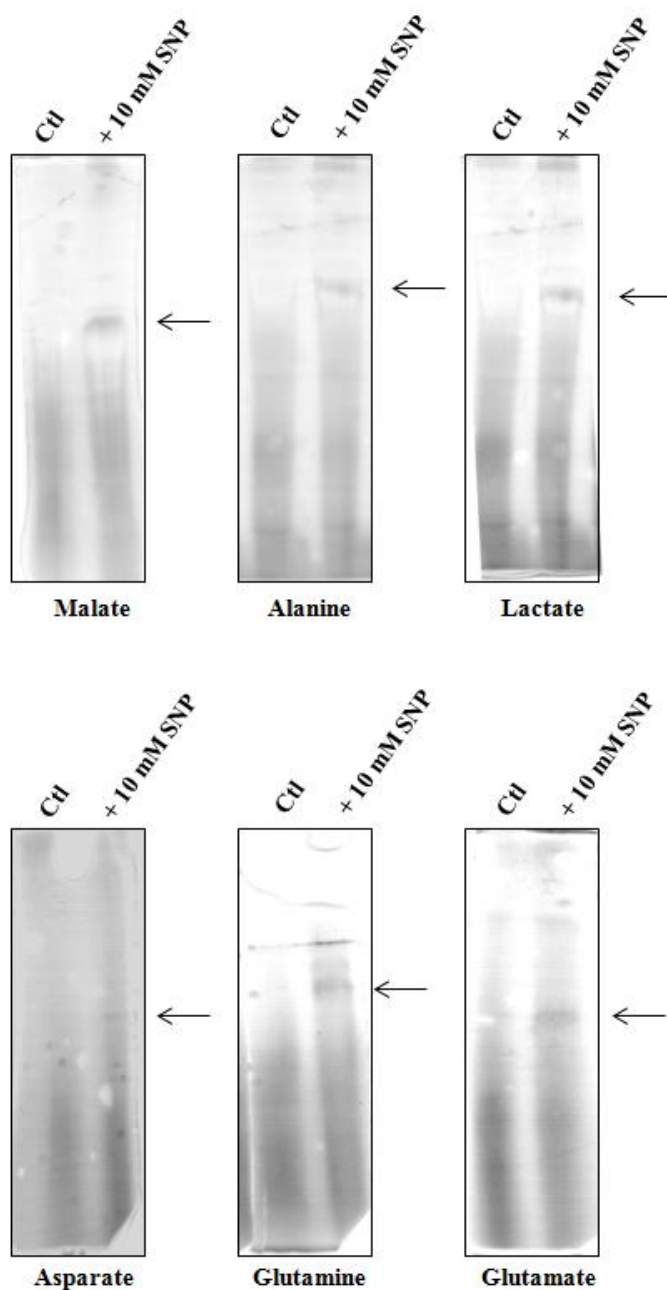 Ctl + 10 mM SNP Ctl + 10 mM SNP Ctl + 10 mM SNP
Malate Alanine Lactate
Ctl + 10 mM SNP Ctl + 10 mM SNP Ctl + 10 mM SNP
Asparate Glutamine Glutamate